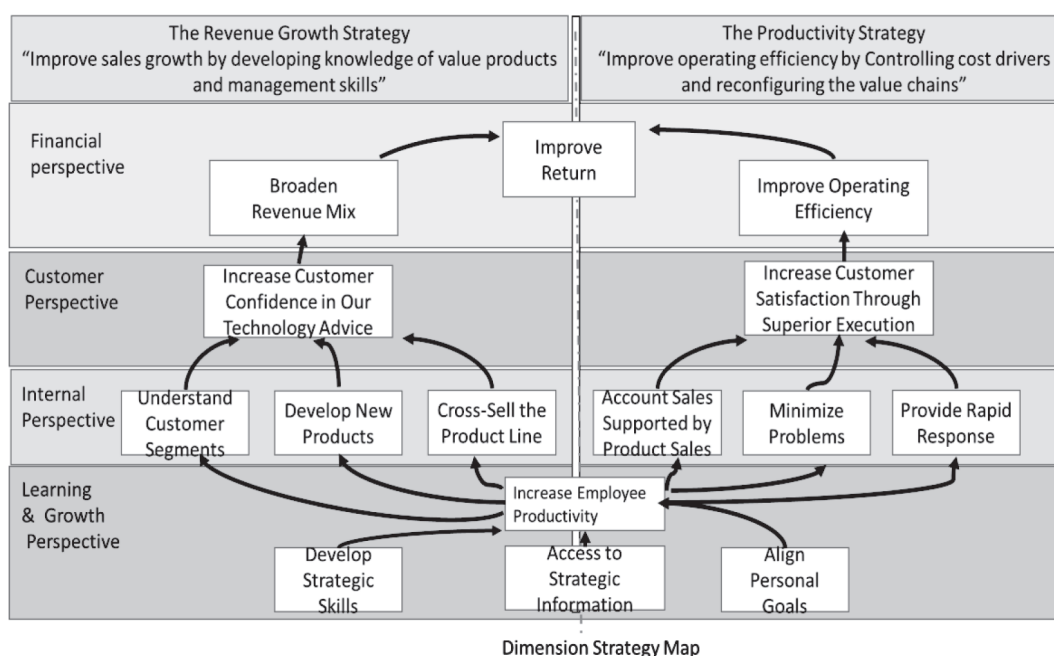 The Revenue Growth Strategy
“Improve sales growth by developing knowledge of value products
and management skills”
The Productivity Strategy
“Improve operating efficiency by Controlling cost drivers
and reconfiguring the value chains”
Financial
perspective
Improve
Return
Broaden
Revenue Mix
Improve Operating
Efficiency
Customer
Perspective
Increase Customer
Confidence in Our
Technology Advice
Increase Customer
Satisfaction Through
Superior Execution
Internal
Perspective
Understand
Customer
Segments
Develop New
Products
Cross-Sell the
Product Line
Account Sales
Supported by
Product Sales
Minimize
Problems
Provide Rapid
Response
Learning
& Growth
Perspective
Increase Employee
Productivity
Develop
Strategic
Skills
Access to
Strategic
Information
Align
Personal
Goals
Dimension Strategy Map